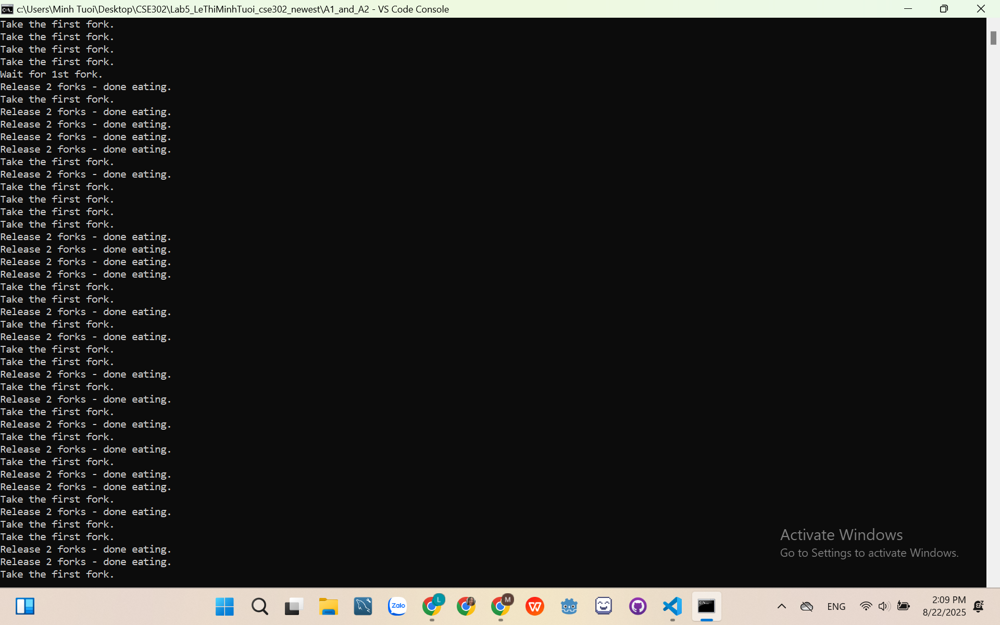 c:\Users\Minh Tuoi\Desktop\CSE302\Lab5_LeThiMinhTuoi_cse302_newest\A1_and_A2 - VS Code Console
Take the first fork.
Take the first fork.
Take the first fork.
Take the first fork.
Wait for 1st fork.
Release 2 forks - done eating.
Take the first fork.
Release 2 forks - done eating.
Release 2 forks - done eating.
Release 2 forks - done eating.
Release 2 forks - done eating.
Take the first fork.
Release 2 forks - done eating.
Take the first fork.
Take the first fork.
Take the first fork.
Take the first fork.
Release 2 forks - done eating.
Release 2 forks - done eating.
Release 2 forks - done eating.
Release 2 forks - done eating.
Take the first fork.
Take the first fork.
Release 2 forks - done eating.
Take the first fork.
Release 2 forks - done eating.
Take the first fork.
Take the first fork.
Release 2 forks - done eating.
Take the first fork.
Release 2 forks - done eating.
Take the first fork.
Release 2 forks - done eating.
Take the first fork.
Release 2 forks - done eating.
Take the first fork.
Release 2 forks - done eating.
Release 2 forks - done eating.
Take the first fork.
Release 2 forks - done eating.
Take the first fork.
Take the first fork.
Release 2 forks - done eating.
Release 2 forks - done eating.
Take the first fork.
Activate Windows
Go to Settings to activate Windows.
Zalo
L
M
W
ENG
2:09 PM
8/22/2025